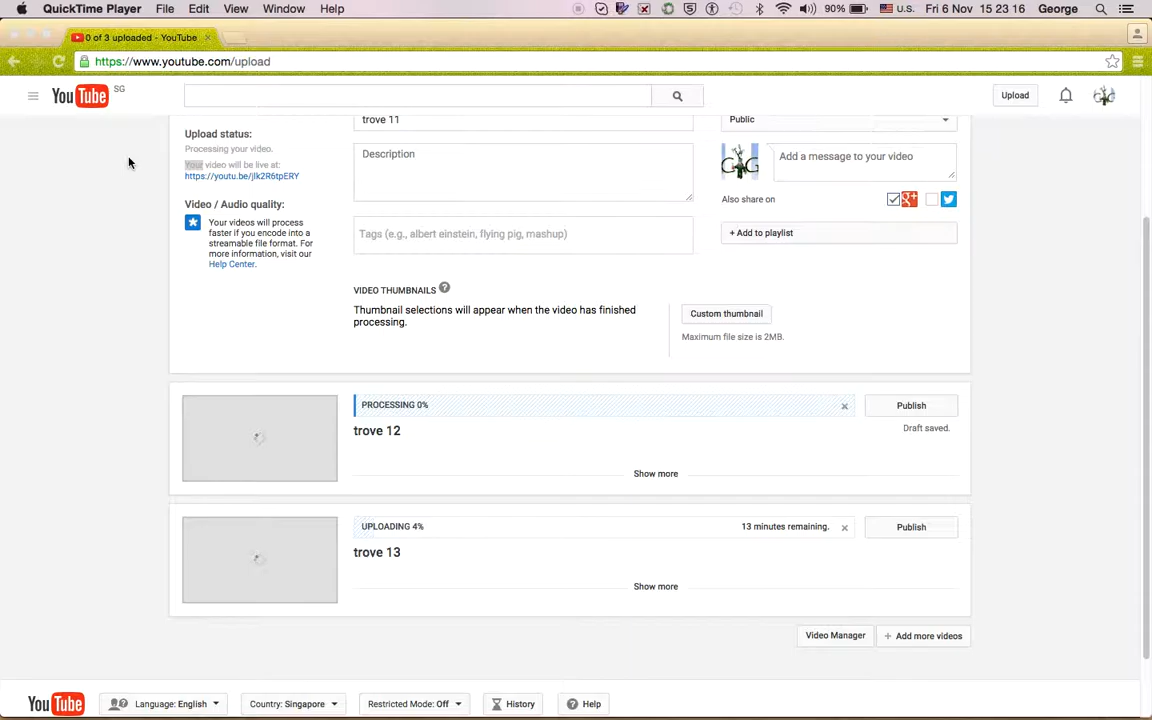 QuickTime Player File Edit View Window Help 90% U.S. Fri 6 Nov 15 23 16 George
0 of 3 uploaded - YouTube
https://www.youtube.com/upload
YouTube SG Upload
Upload status:
Processing your video.
Your video will be live at:
https://youtu.be/jlk2R6tpERY
Video / Audio quality:
Your videos will process
faster if you encode into a
streamable file format. For
more information, visit our
Help Center.
trove 11
Description
Tags (e.g., albert einstein, flying pig, mashup)
Public
Add a message to your video
Also share on
+ Add to playlist
VIDEO THUMBNAILS ?
Thumbnail selections will appear when the video has finished
processing.
Custom thumbnail
Maximum file size is 2MB.
PROCESSING 0% Publish
trove 12 Draft saved.
Show more
UPLOADING 4% 13 minutes remaining. Publish
trove 13
Show more
Video Manager + Add more videos
YouTube Language: English Country: Singapore Restricted Mode: Off History Help